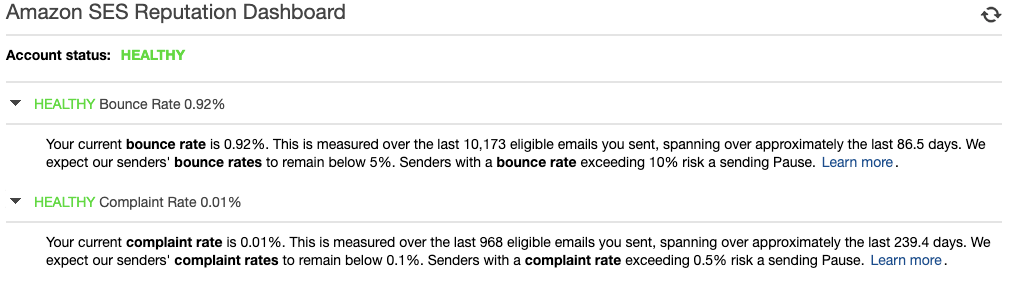 Amazon SES Reputation Dashboard
Account status: HEALTHY
HEALTHY Bounce Rate 0.92%
Your current bounce rate is 0.92%. This is measured over the last 10,173 eligible emails you sent, spanning over approximately the last 86.5 days. We
expect our senders' bounce rates to remain below 5%. Senders with a bounce rate exceeding 10% risk a sending Pause. Learn more.
HEALTHY Complaint Rate 0.01%
Your current complaint rate is 0.01%. This is measured over the last 968 eligible emails you sent, spanning over approximately the last 239.4 days. We
expect our senders' complaint rates to remain below 0.1%. Senders with a complaint rate exceeding 0.5% risk a sending Pause. Learn more.